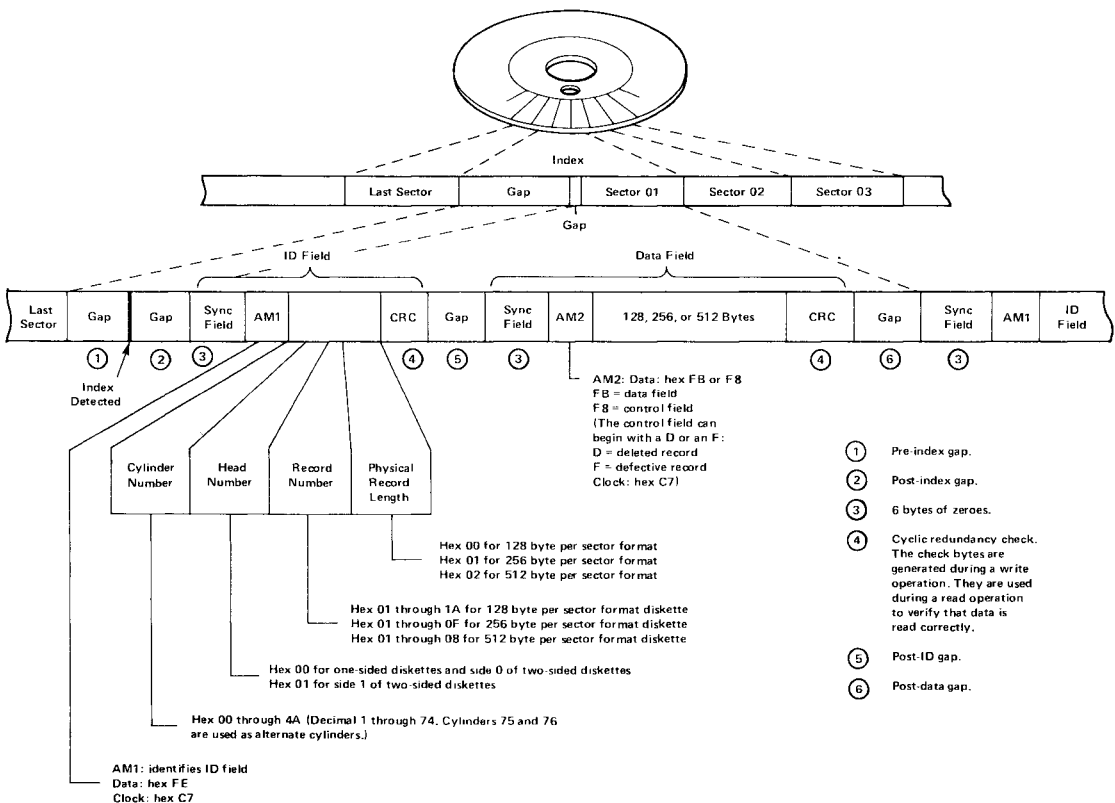 Index
Last Sector
Gap
Sector 01
Sector 02
Sector 03
Gap
ID Field
Data Field
Last
Sector
Gap
Gap
Sync
Field
AM1
CRC
Gap
Sync
Field
AM2
128, 256, or 512 Bytes
CRC
Gap
Sync
Field
AM1
ID
Field
1
2
3
4
5
3
4
6
3
Index
Detected
AM2: Data: hex FB or F8
FB = data field
F8 = control field
(The control field can
begin with a D or an F:
D = deleted record
F = defective record
Clock: hex C7)
Cylinder
Number
Head
Number
Record
Number
Physical
Record
Length
Hex 00 for 128 byte per sector format
Hex 01 for 256 byte per sector format
Hex 02 for 512 byte per sector format
Hex 01 through 1A for 128 byte per sector format diskette
Hex 01 through 0F for 256 byte per sector format diskette
Hex 01 through 08 for 512 byte per sector format diskette
Hex 00 for one-sided diskettes and side 0 of two-sided diskettes
Hex 01 for side 1 of two-sided diskettes
Hex 00 through 4A (Decimal 1 through 74. Cylinders 75 and 76
are used as alternate cylinders.)
AM1: identifies ID field
Data: hex FE
Clock: hex C7
1 Pre-index gap.
2 Post-index gap.
3 6 bytes of zeroes.
4 Cyclic redundancy check.
The check bytes are
generated during a write
operation. They are used
during a read operation
to verify that data is
read correctly.
5 Post-ID gap.
6 Post-data gap.